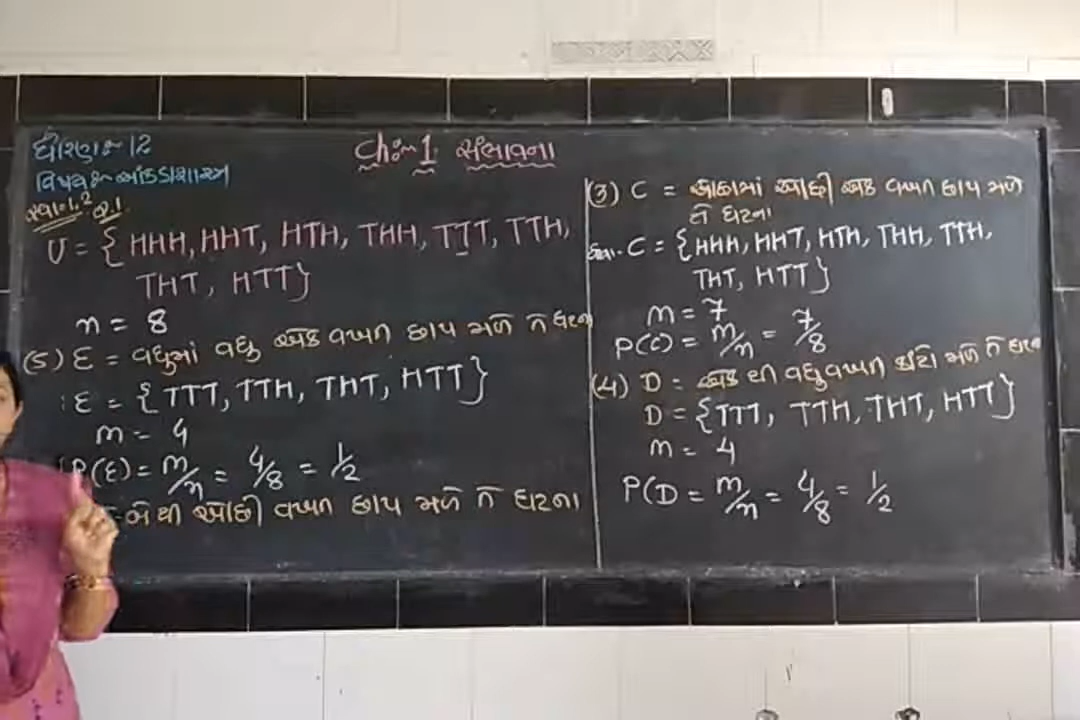 ધોરણઃ- 12
Ch:- 1. સંભાવના
વિષયઃ- આંકડાશાસ્ત્ર
સ્વા. 1.2
U = { HHH, HHT, HTH, THH, TTT, TTH,
THT, HTT}
n = 8
(5) E = વધુમાં વધુ એક વખત છાપ મળે તે ઘટના
E = {TTT, TTH, THT, HTT}
m = 4
P(E) = m/n = 4/8 = 1/2
બેથી ઓછી વખત છાપ મળે તે ઘટના
(3) C = ઓછામાં ઓછી એક વખત છાપ મળે
તે ઘટના
C = {HHH, HHT, HTH, THH, TTH,
THT, HTT}
m = 7
P(C) = m/n = 7/8
(4) D = એક થી વધુ વખત કાંટો મળે તે ઘટના
D = {TTT, TTH, THT, HTT}
m = 4
P(D = m/n = 4/8 = 1/2